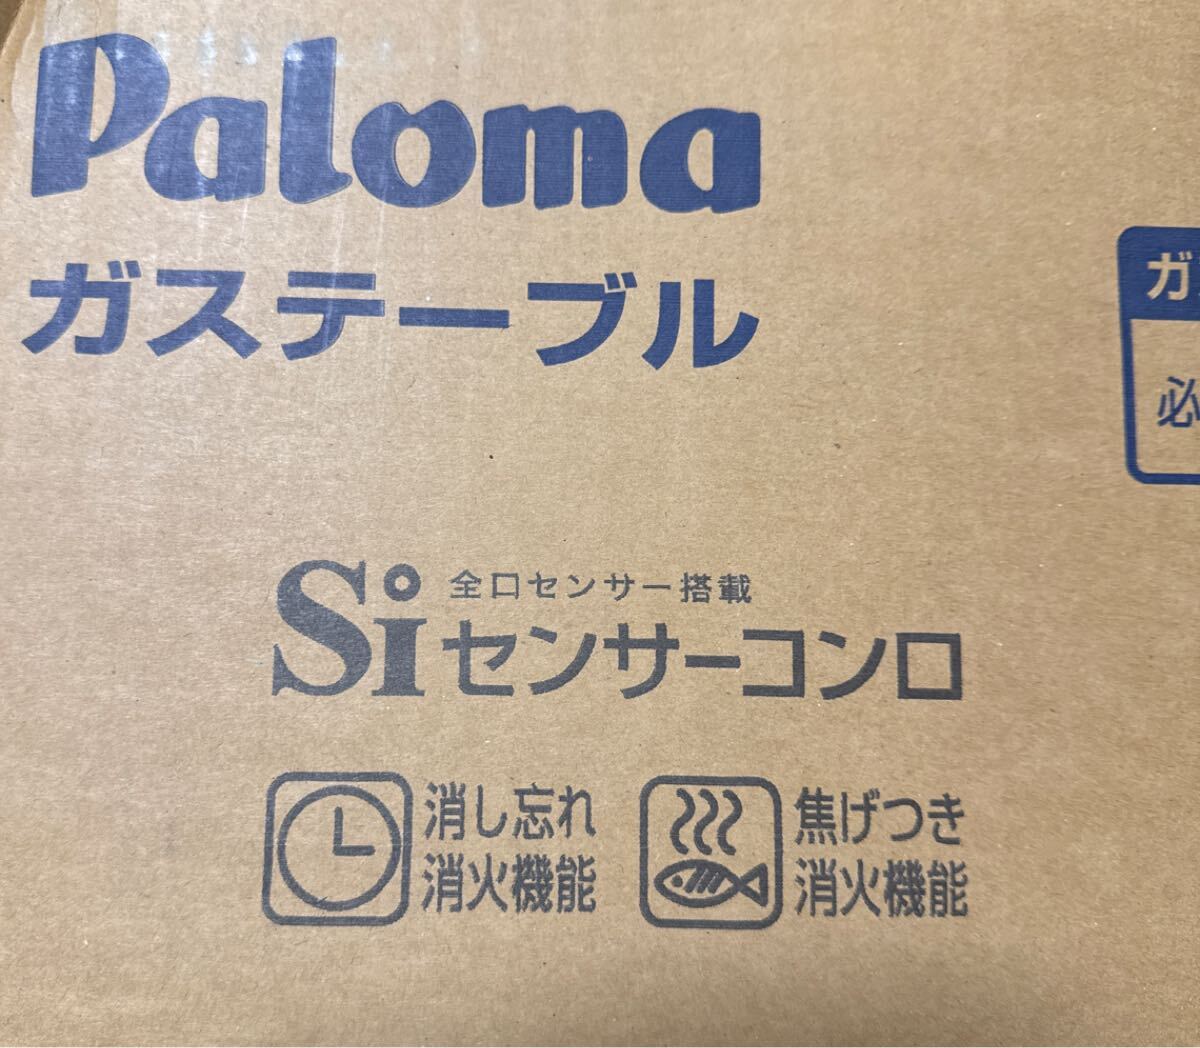 Paloma
ガステーブル
ガ
必
Si
全口センサー搭載
センサーコンロ
消し忘れ
消火機能
焦げつき
消火機能